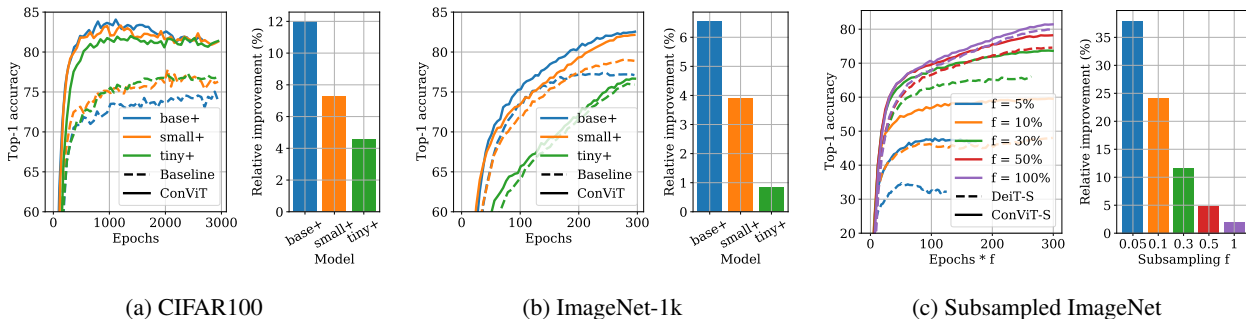 85
80
75
70
65
60
Top-1 accuracy
base+
small+
tiny+
Baseline
ConViT
0
1000
2000
3000
Epochs
12
10
8
6
4
2
0
Relative improvement (%)
base+
small+
tiny+
Model
(a) CIFAR100
85
80
75
70
65
60
Top-1 accuracy
base+
small+
tiny+
Baseline
ConViT
0
100
200
300
Epochs
6
5
4
3
2
1
0
Relative improvement (%)
base+
small+
tiny+
Model
(b) ImageNet-1k
80
70
60
50
40
30
20
Top-1 accuracy
f = 5%
f = 10%
f = 30%
f = 50%
f = 100%
DeiT-S
ConViT-S
0
100
200
300
Epochs * f
35
30
25
20
15
10
5
0
Relative improvement (%)
0.05
0.1
0.3
0.5
1
Subsampling f
(c) Subsampled ImageNet